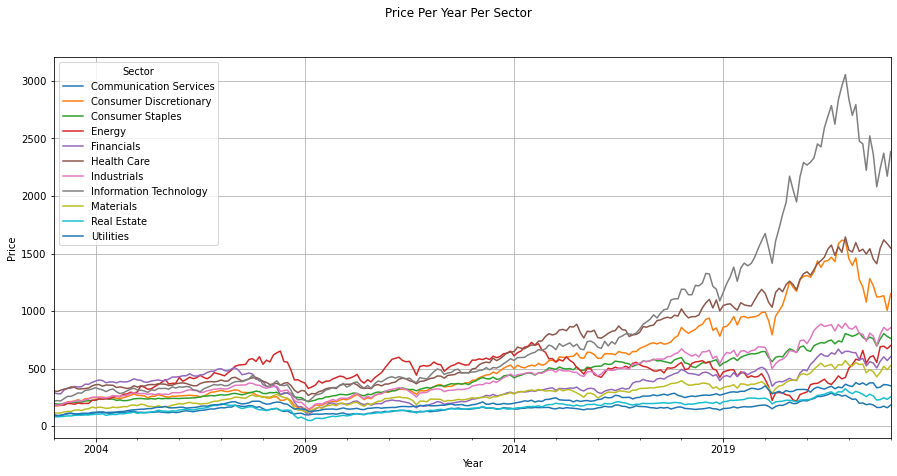 Price Per Year Per Sector
Sector
Communication Services
Consumer Discretionary
Consumer Staples
Energy
Financials
Health Care
Industrials
Information Technology
Materials
Real Estate
Utilities
3000
2500
2000
1500
1000
500
0
Price
2004
2009
2014
2019
Year